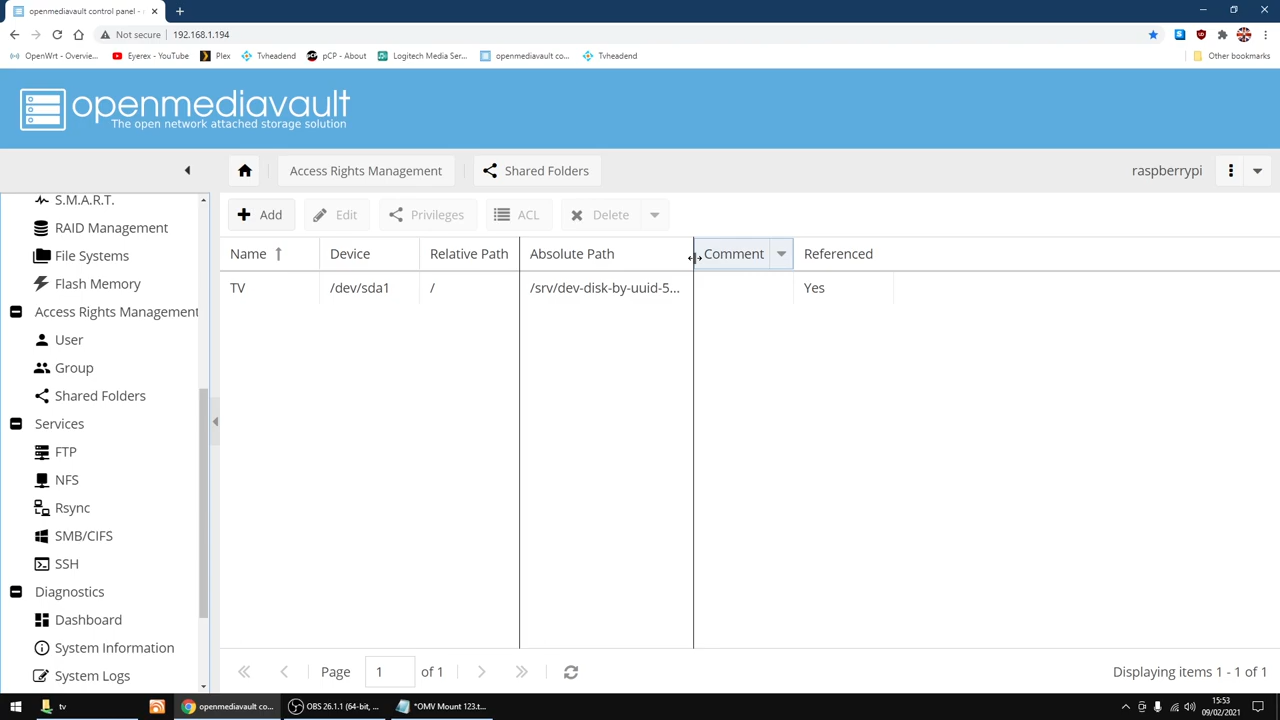 openmediavault control panel -
Not secure
192.168.1.194
OpenWrt - Overvie...
Eyerex - YouTube
Plex
Tvheadend
pCP - About
Logitech Media Ser...
openmediavault co...
Tvheadend
Other bookmarks
openmediavault
The open network attached storage solution
Access Rights Management
Shared Folders
raspberrypi
S.M.A.R.T.
RAID Management
File Systems
Flash Memory
Access Rights Management
User
Group
Shared Folders
Services
FTP
NFS
Rsync
SMB/CIFS
SSH
Diagnostics
Dashboard
System Information
System Logs
Add
Edit
Privileges
ACL
Delete
Name
Device
Relative Path
Absolute Path
Comment
Referenced
TV
/dev/sda1
/
/srv/dev-disk-by-uuid-5...
Yes
Page
1
of 1
Displaying items 1 - 1 of 1
tv
openmediavault co...
OBS 26.1.1 (64-bit, ...
*OMV Mount 123.t...
15:53
09/02/2021